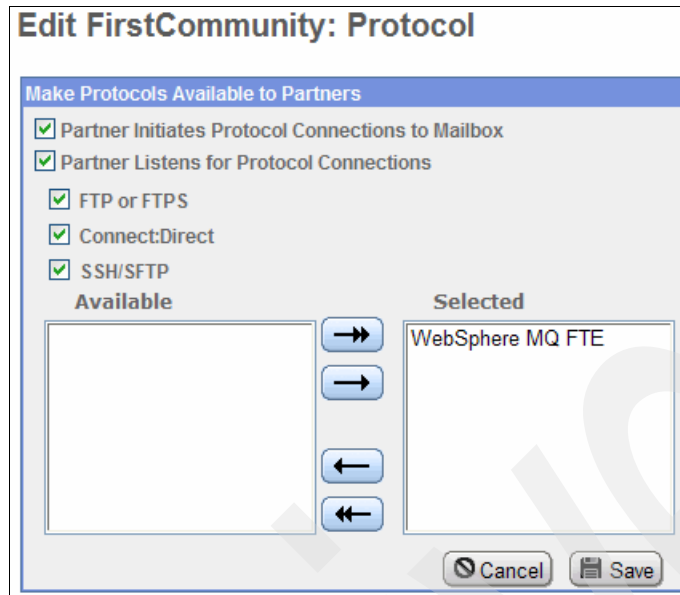 Edit FirstCommunity: Protocol
Make Protocols Available to Partners
Partner Initiates Protocol Connections to Mailbox
Partner Listens for Protocol Connections
FTP or FTPS
Connect:Direct
SSH/SFTP
Available Selected
WebSphere MQ FTE
Cancel Save